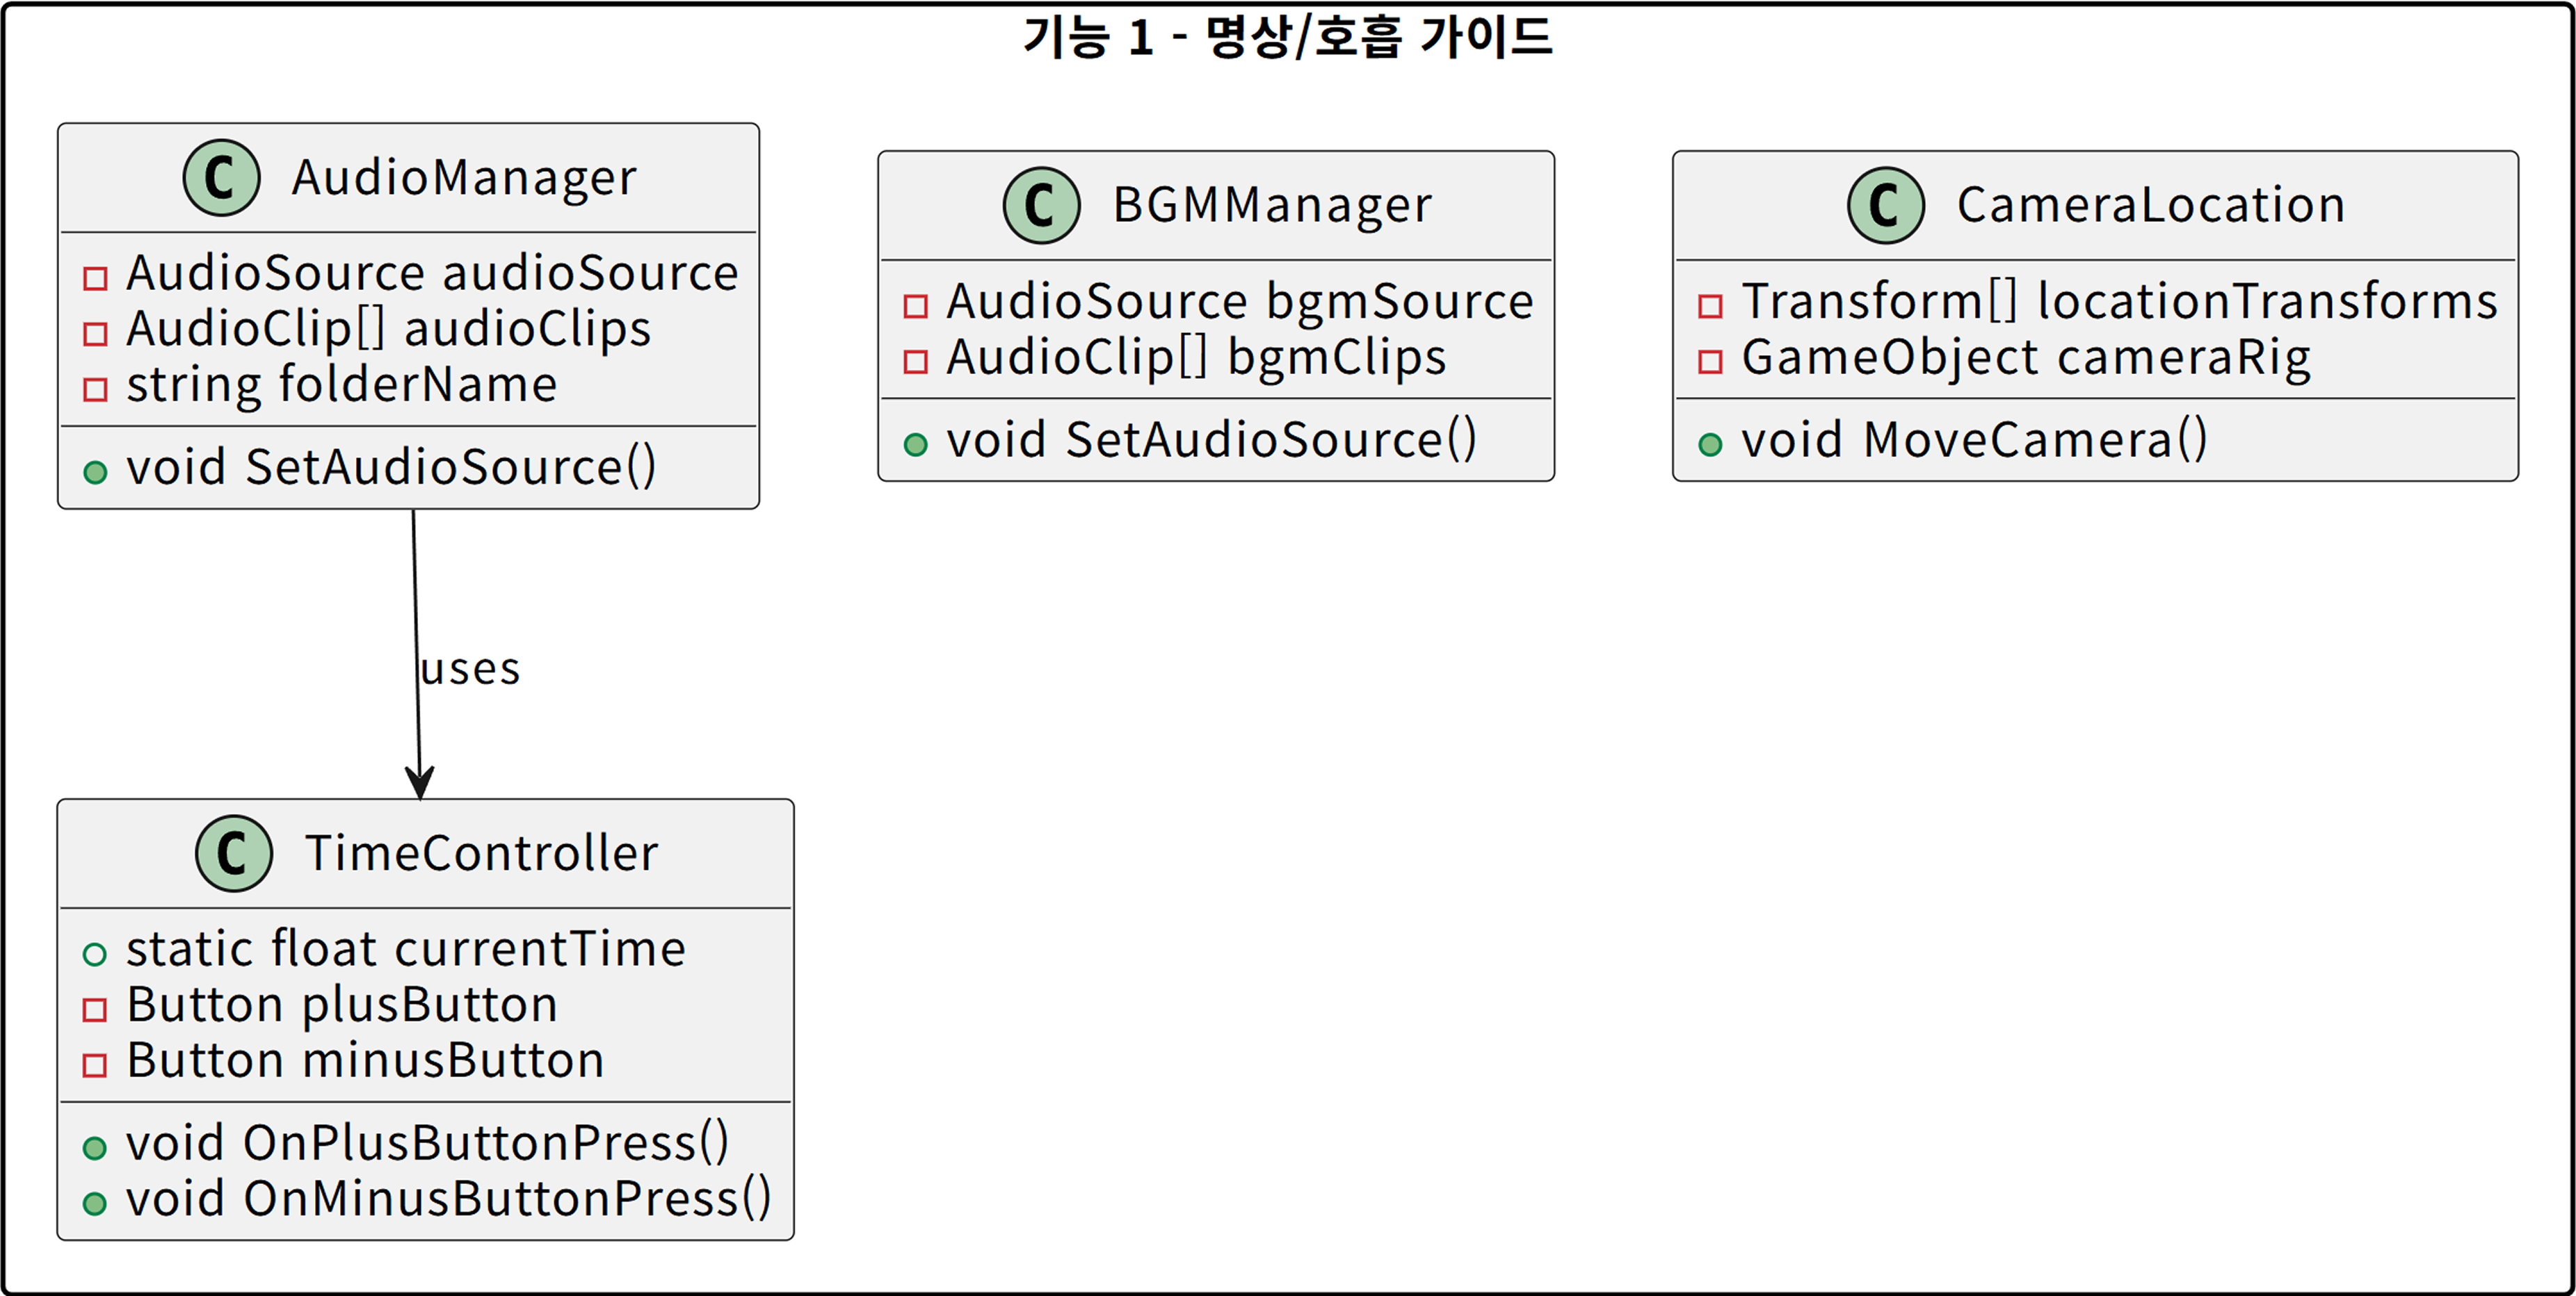 기능 1 - 명상/호흡 가이드
C AudioManager
AudioSource audioSource
AudioClip[] audioClips
string folderName
void SetAudioSource()
C BGMManager
AudioSource bgmSource
AudioClip[] bgmClips
void SetAudioSource()
C CameraLocation
Transform[] locationTransforms
GameObject cameraRig
void MoveCamera()
uses
C TimeController
static float currentTime
Button plusButton
Button minusButton
void OnPlusButtonPress()
void OnMinusButtonPress()